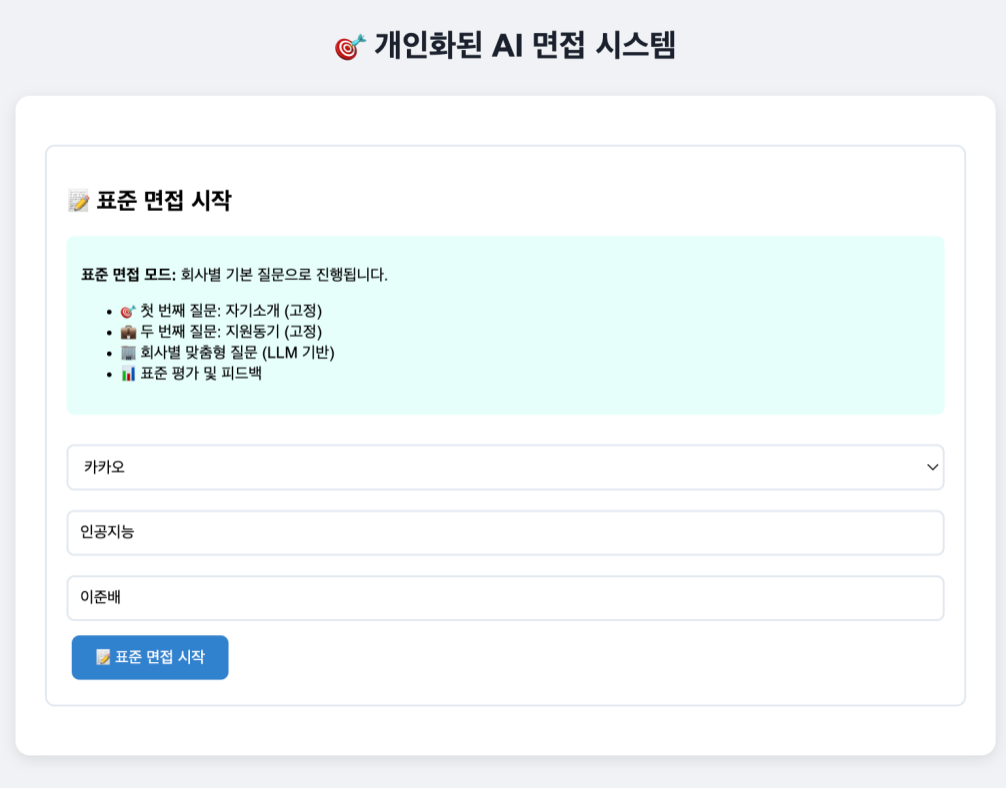 🎯 개인화된 AI 면접 시스템
📝 표준 면접 시작
표준 면접 모드: 회사별 기본 질문으로 진행됩니다.
• 🎯 첫 번째 질문: 자기소개 (고정)
• 💼 두 번째 질문: 지원동기 (고정)
• 🏢 회사별 맞춤형 질문 (LLM 기반)
• 📊 표준 평가 및 피드백
카카오
인공지능
이준배
📝 표준 면접 시작